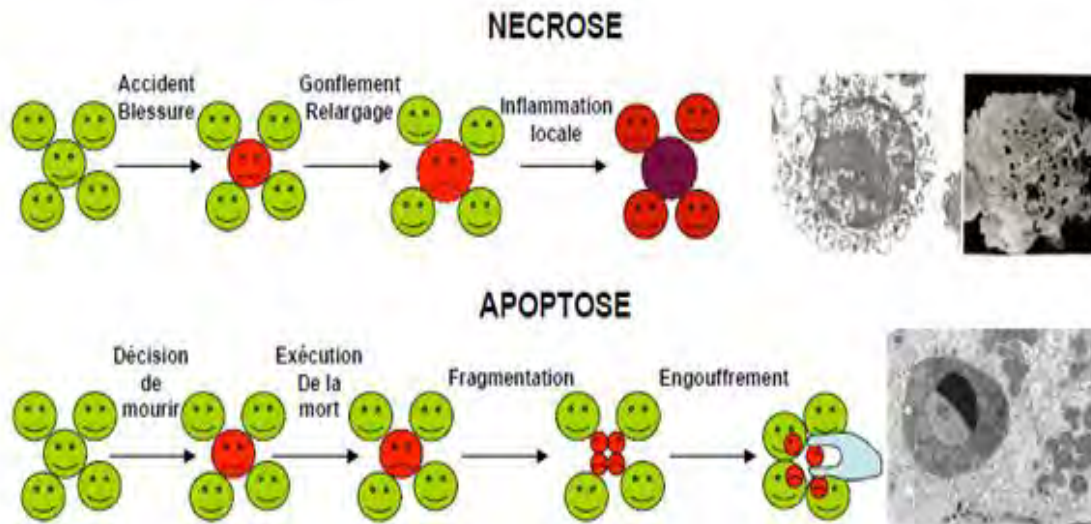 NECROSE
Accident
Blessure
Gonflement
Relargage
Inflammation
locale
APOPTOSE
Décision
de
mourir
Exécution
De la
mort
Fragmentation
Engouffrement